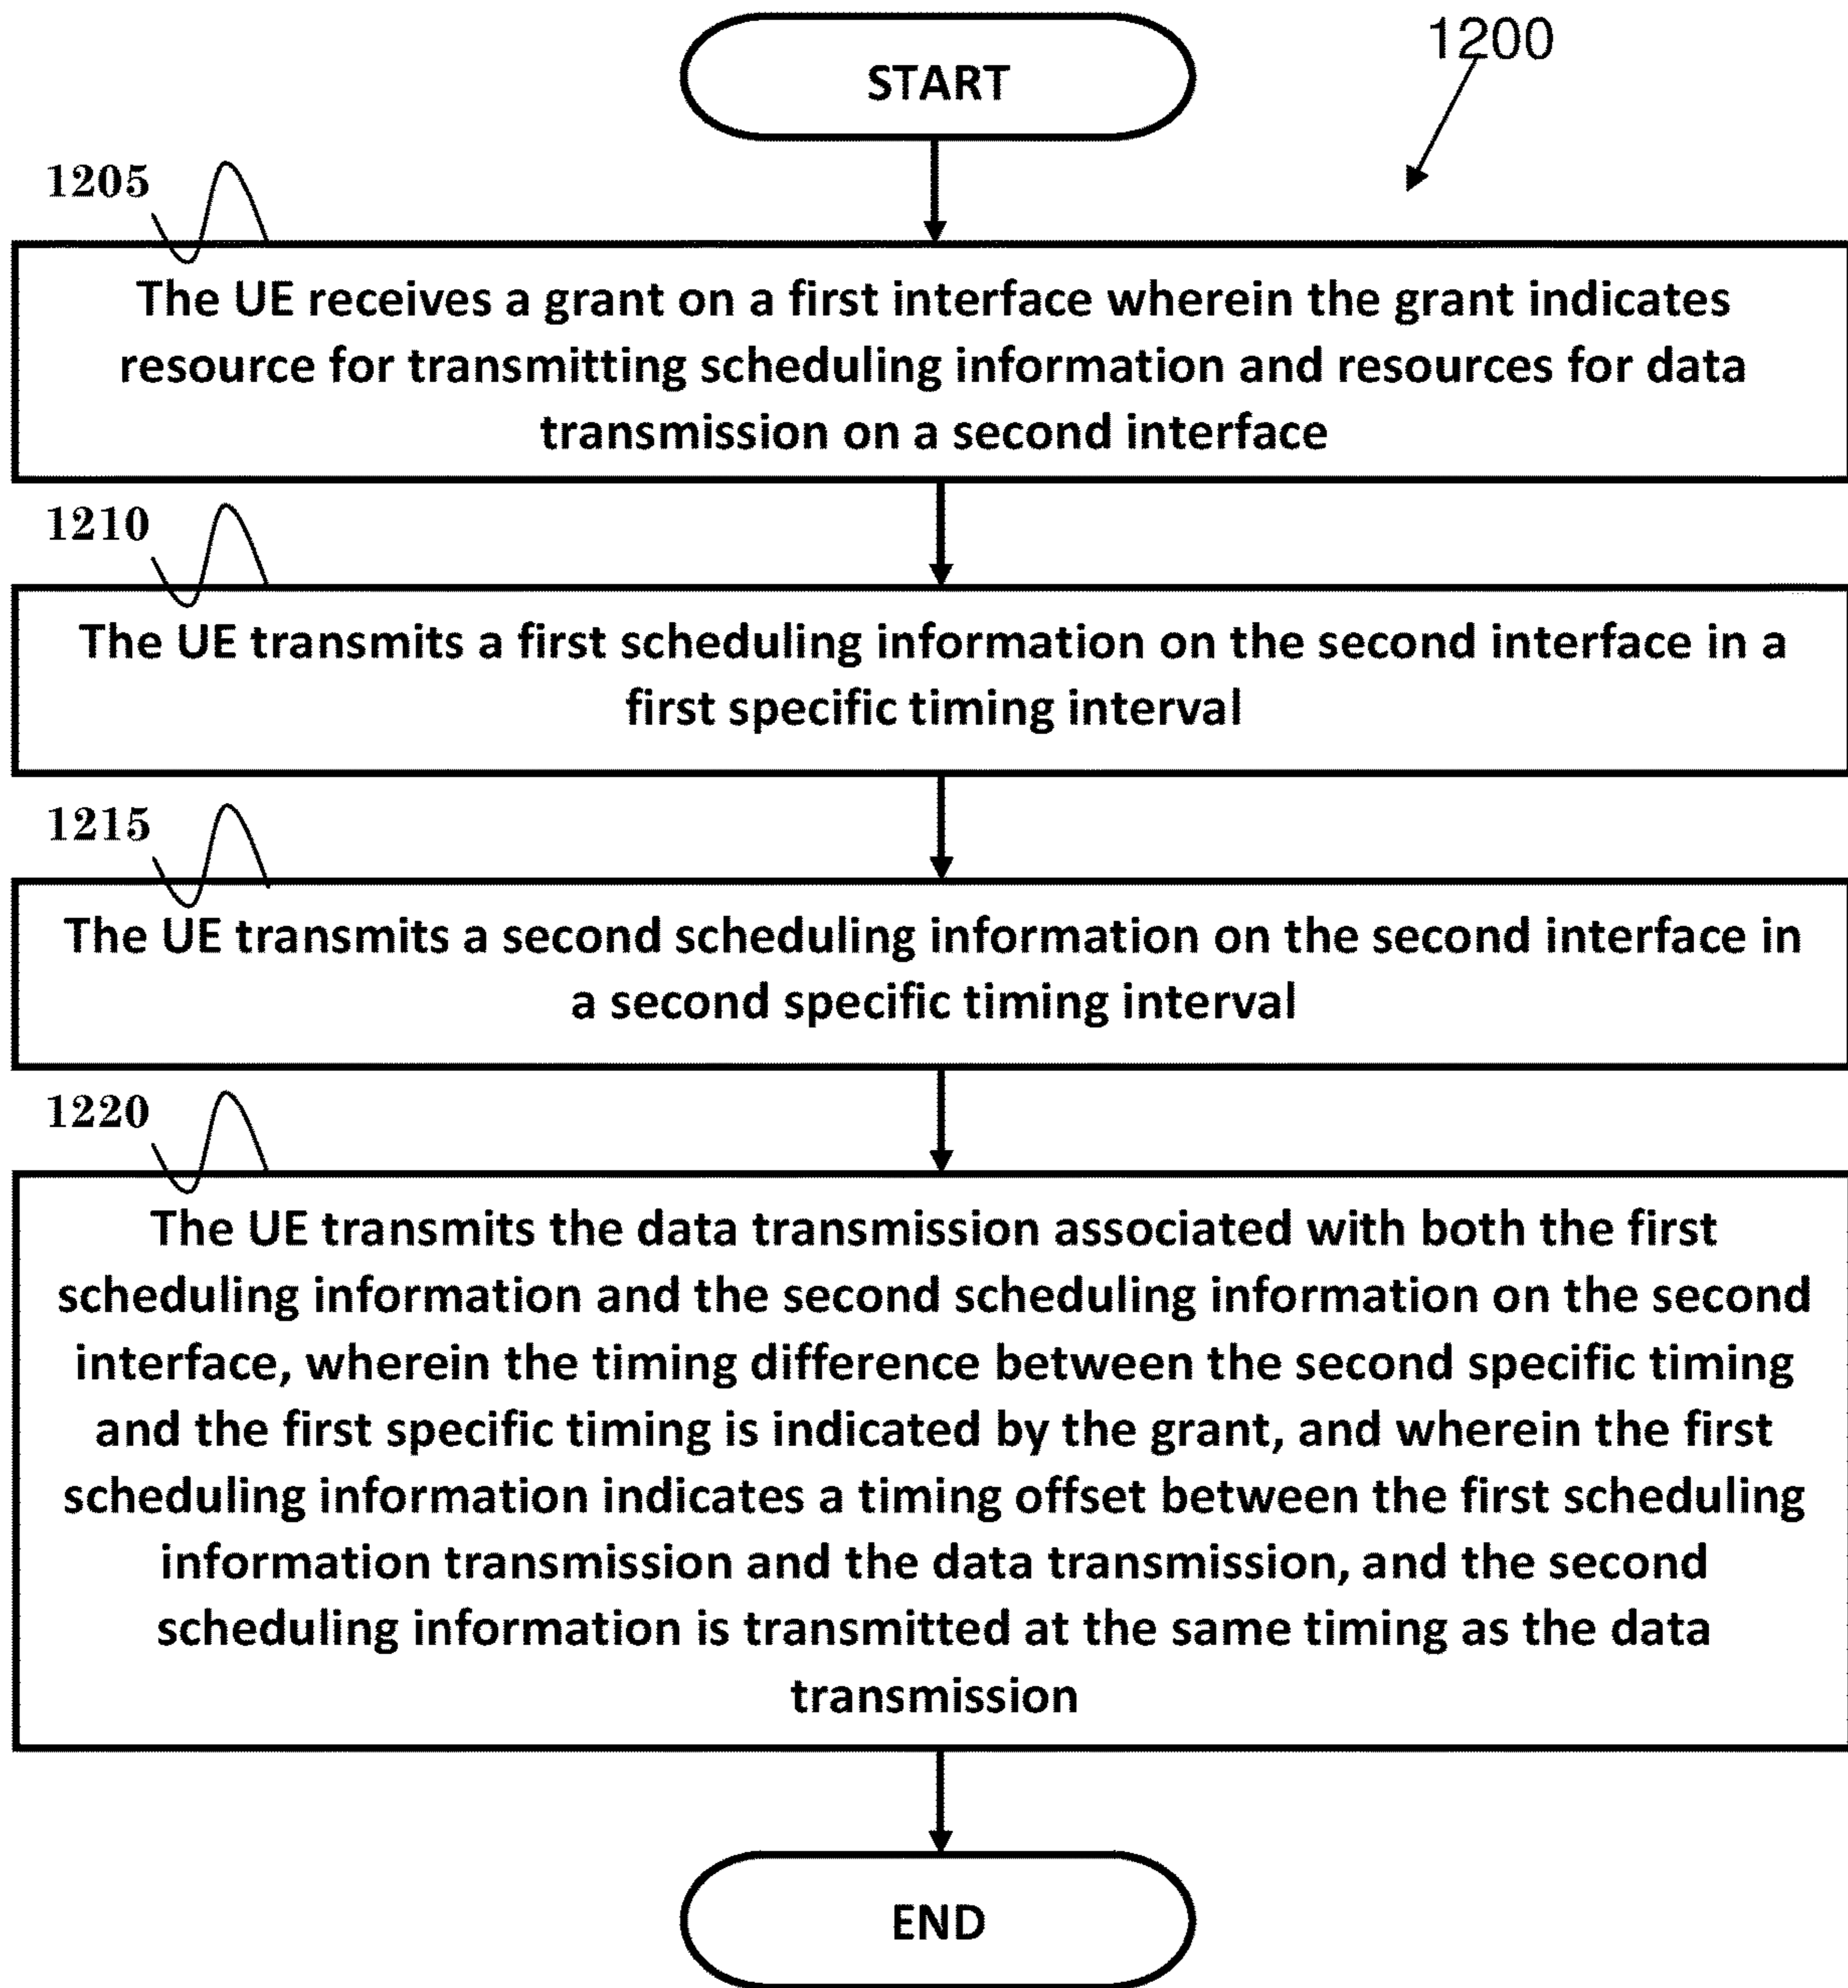 START
1200
1205
The UE receives a grant on a first interface wherein the grant indicates
resource for transmitting scheduling information and resources for data
transmission on a second interface
1210
The UE transmits a first scheduling information on the second interface in a
first specific timing interval
1215
The UE transmits a second scheduling information on the second interface in
a second specific timing interval
1220
The UE transmits the data transmission associated with both the first
scheduling information and the second scheduling information on the second
interface, wherein the timing difference between the second specific timing
and the first specific timing is indicated by the grant, and wherein the first
scheduling information indicates a timing offset between the first scheduling
information transmission and the data transmission, and the second
scheduling information is transmitted at the same timing as the data
transmission
END